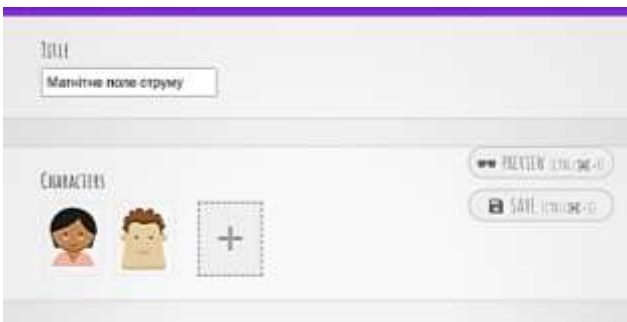 Title
Магнітне поле струму
Characters
PREVIEW
SAVE